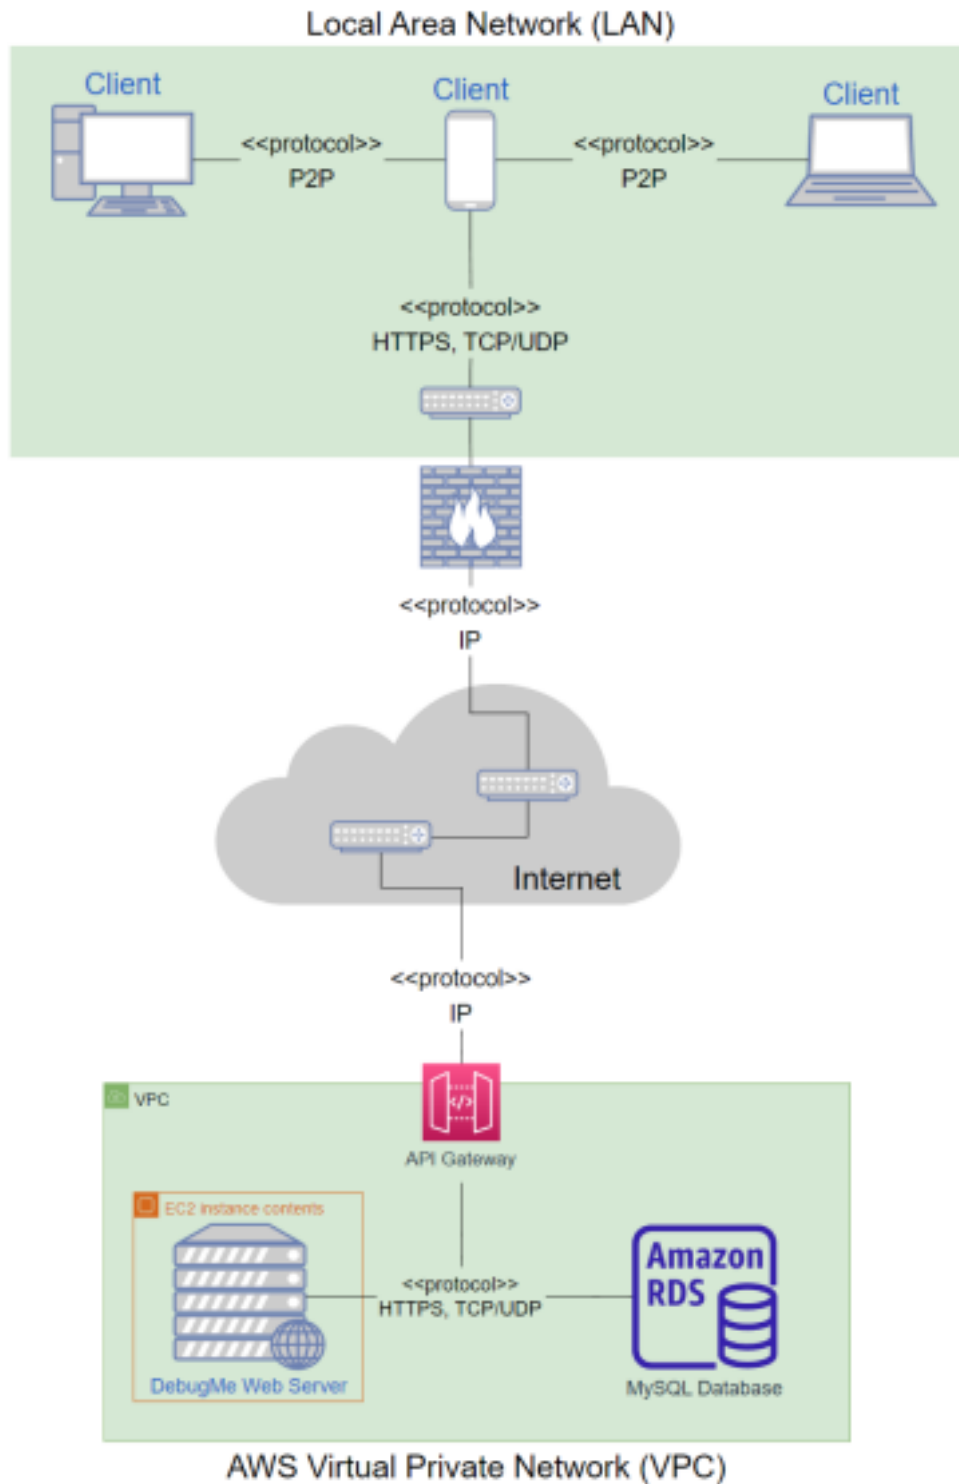 Local Area Network (LAN)
Client
Client
Client
<<protocol>>
P2P
<<protocol>>
P2P
<<protocol>>
HTTPS, TCP/UDP
<<protocol>>
IP
Internet
<<protocol>>
IP
VPC
</>
API Gateway
EC2 instance contents
Amazon
RDS
<<protocol>>
HTTPS, TCP/UDP
DebugMe Web Server
MySQL Database
AWS Virtual Private Network (VPC)